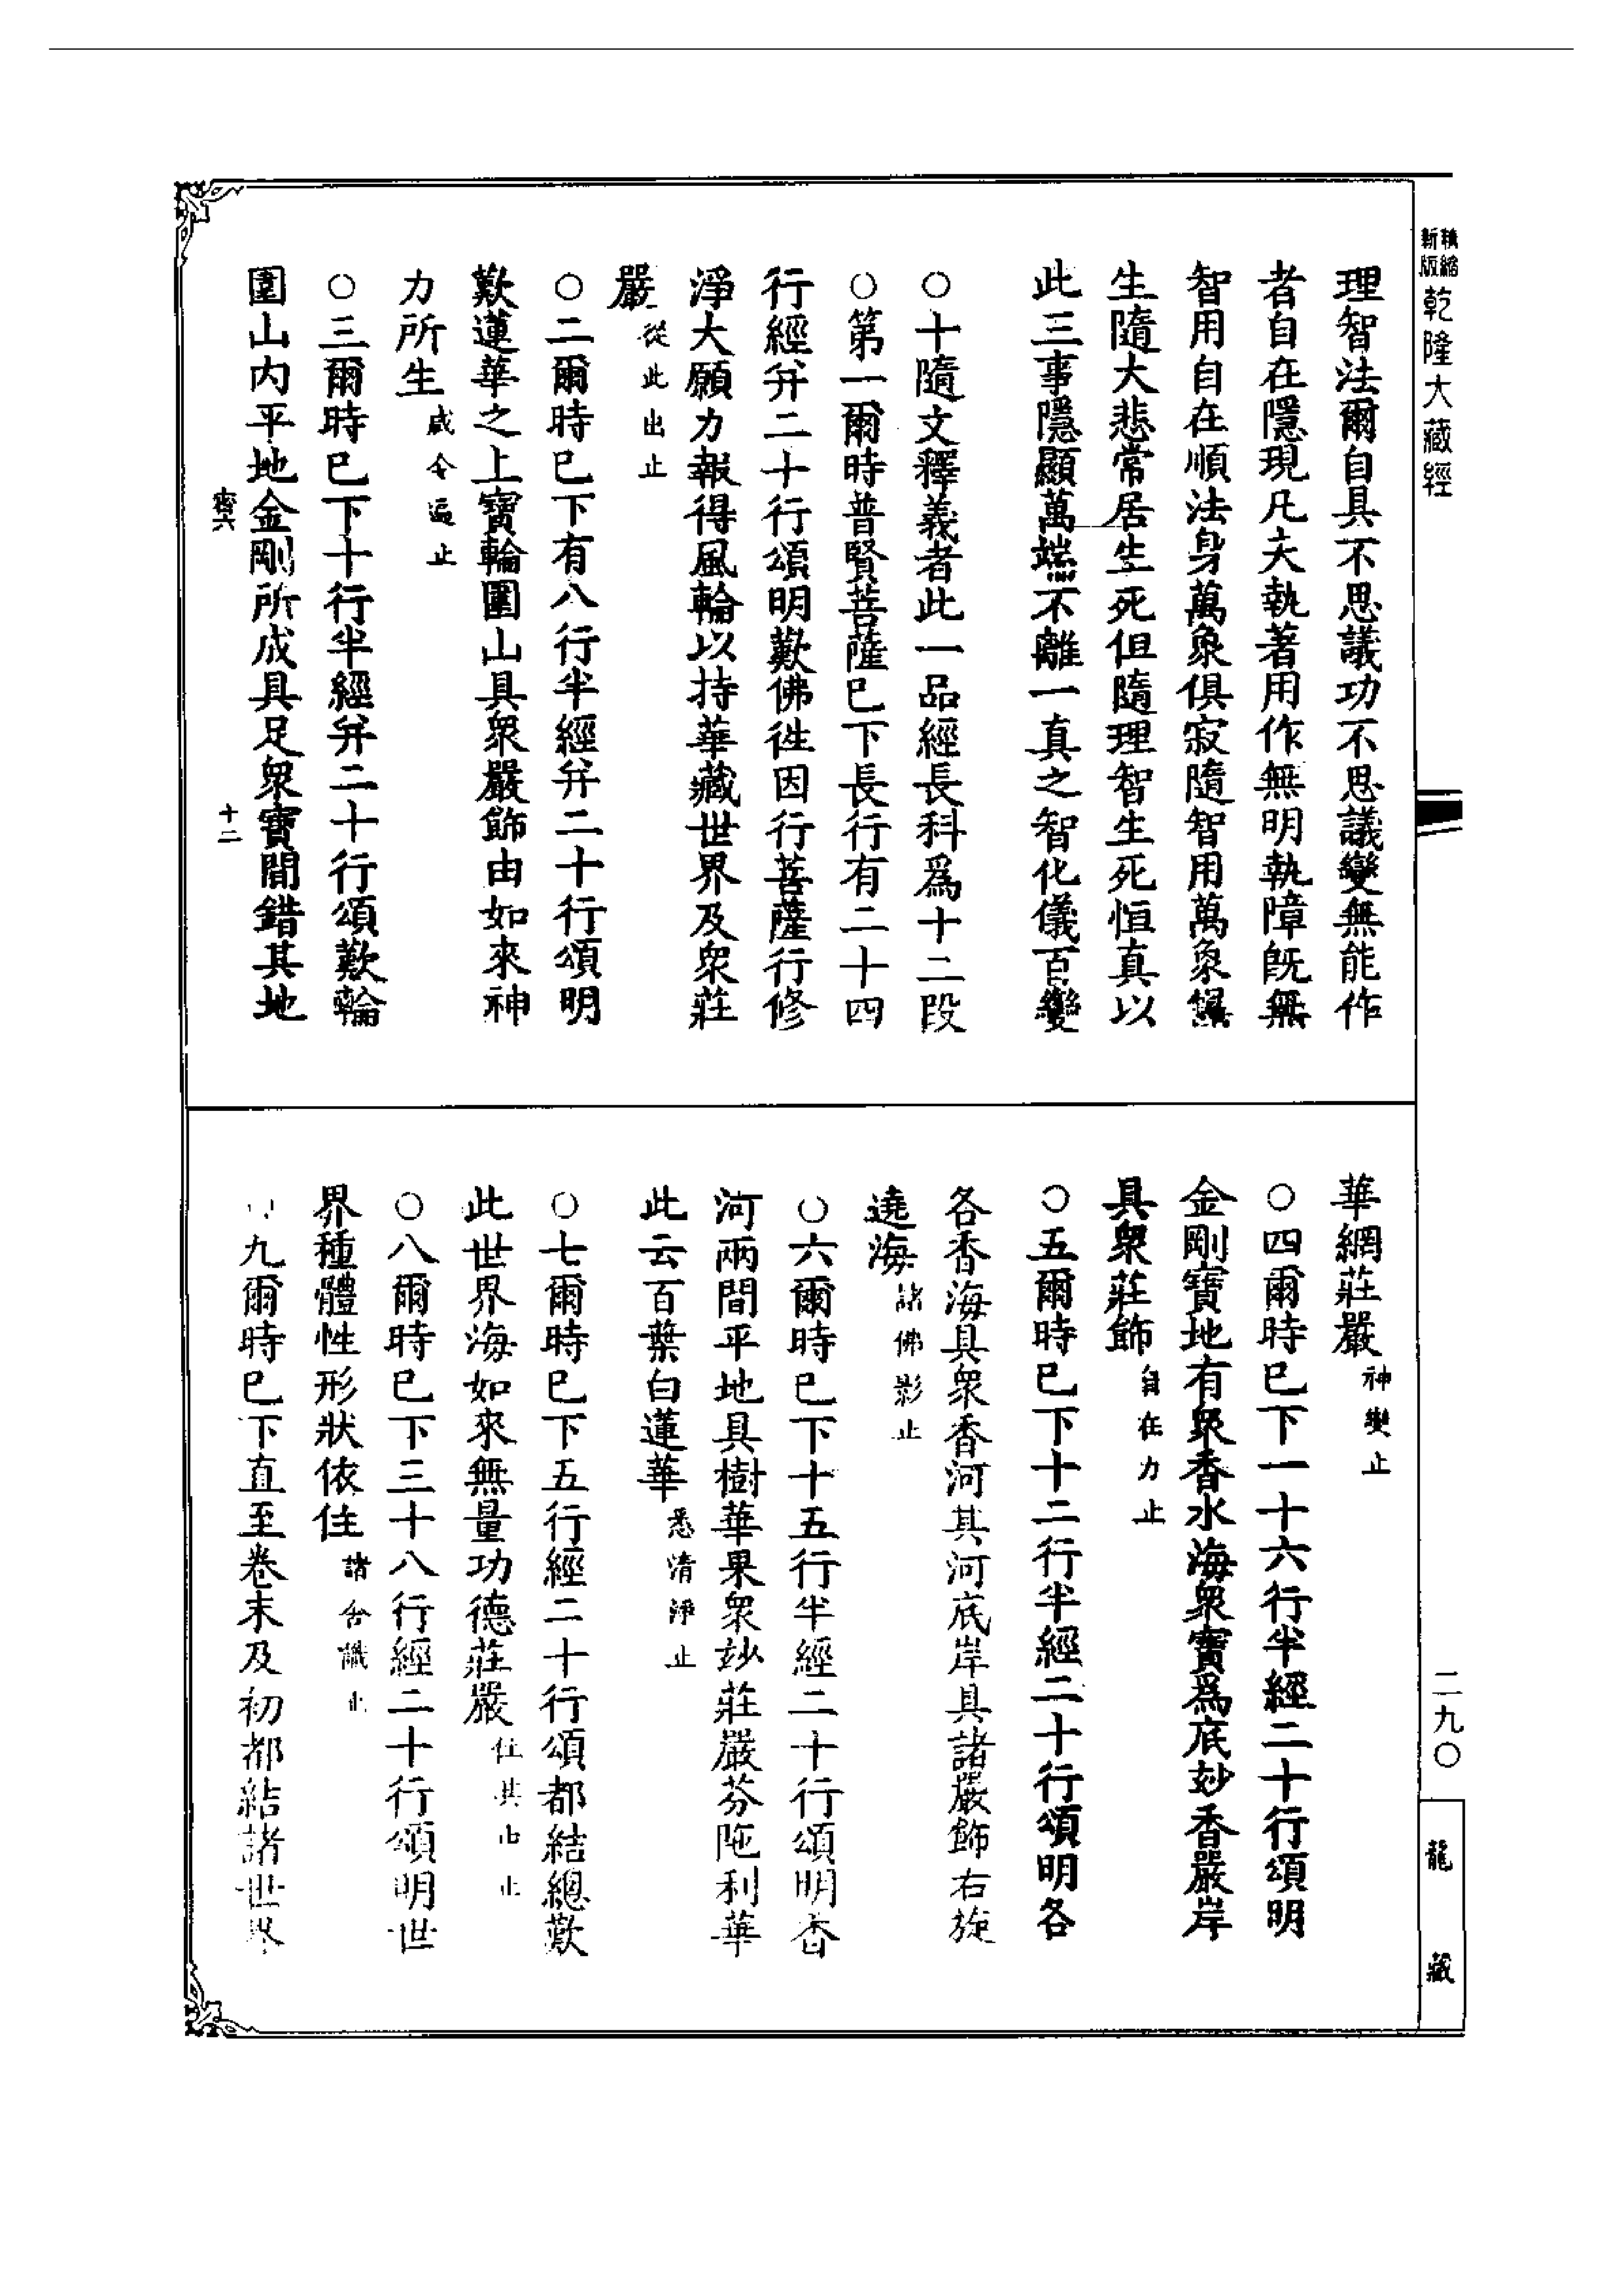 新版 精縮
乾隆大藏經
理智法爾自具不思議功不思議變無能作
者自在隱現凡夫執著用作無明執障旣無
智用自在順法身萬象俱寂隨智用萬象
生隨大悲常居生死但隨理智生死恒真以
此三事隱顯萬端不離一真之智化儀百變
○十隨文釋義者此一品經長科爲十二段
○第一爾時普賢菩薩巳下長行有二十四
行經幷二十行頌明歎佛徃因行菩薩行修
淨大願力報得風輪以持華藏世界及衆莊
嚴從此出止
○二爾時巳下有八行半經幷二十行頌明
歎蓮華之上寶輪圍山具衆嚴飾由如來神
力所生咸令遍止
○三爾時巳下十行半經幷二十行頌歎輪
圍山内平地金剛所成具足衆寶間錯其地
齊六 十二
華網莊嚴神變止
○四爾時巳下一十六行半經二十行頌明
金剛寶地有衆香水海衆寶爲底妙香嚴岸
具衆莊飾自在力止
○五爾時巳下十二行半經二十行頌明各
各香海具衆香河其河底岸具諸嚴飾右旋
遶海諸佛影止
○六爾時巳下十五行半經二十行頌明香
河兩間平地具樹華果衆妙莊嚴芬陁利華
此云百葉白蓮華悉清淨止
○七爾時巳下五行經二十行頌都結總歎
此世界海如來無量功德莊嚴住其中止
○八爾時巳下三十八行經二十行頌明世
界種體性形狀依住諸含識止
○九爾時巳下直至卷末及初都結諸世界
二九〇
龍藏